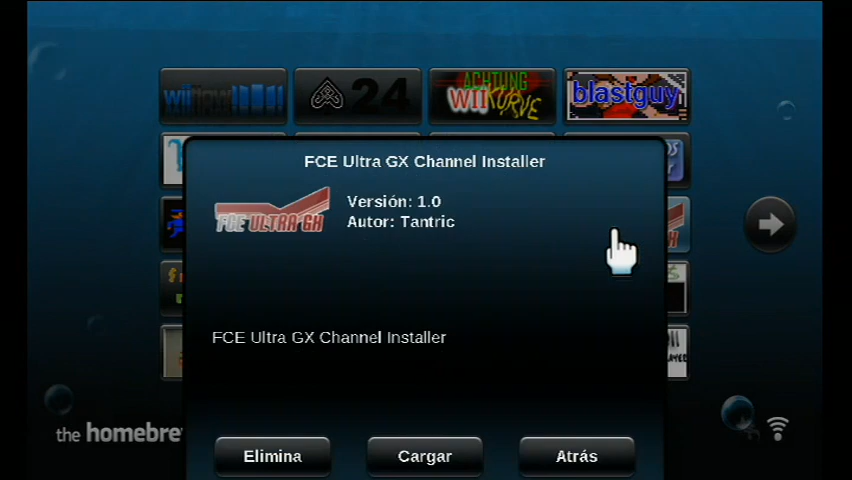 24
ACHTUNG
WII KURVE
blastguy
FCE Ultra GX Channel Installer
FCE ULTRA GX
Versión: 1.0
Autor: Tantric
FCE Ultra GX Channel Installer
the homebre
Elimina
Cargar
Atrás